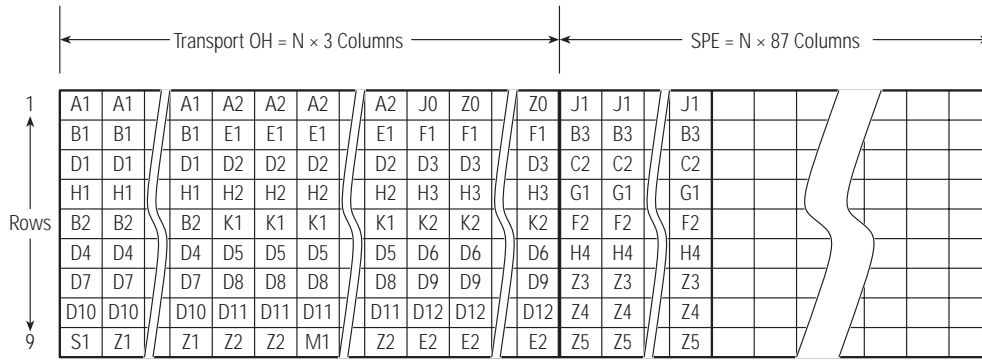 Transport OH = N × 3 Columns SPE = N × 87 Columns
1 A1 A1 A1 A2 A2 A2 A2 J0 Z0 Z0 J1 J1 J1
B1 B1 B1 E1 E1 E1 E1 F1 F1 F1 B3 B3 B3
D1 D1 D1 D2 D2 D2 D2 D3 D3 D3 C2 C2 C2
H1 H1 H1 H2 H2 H2 H2 H3 H3 H3 G1 G1 G1
Rows B2 B2 B2 K1 K1 K1 K1 K2 K2 K2 F2 F2 F2
D4 D4 D4 D5 D5 D5 D5 D6 D6 D6 H4 H4 H4
D7 D7 D7 D8 D8 D8 D8 D9 D9 D9 Z3 Z3 Z3
D10 D10 D10 D11 D11 D11 D11 D12 D12 D12 Z4 Z4 Z4
9 S1 Z1 Z1 Z2 Z2 M1 Z2 E2 E2 E2 Z5 Z5 Z5